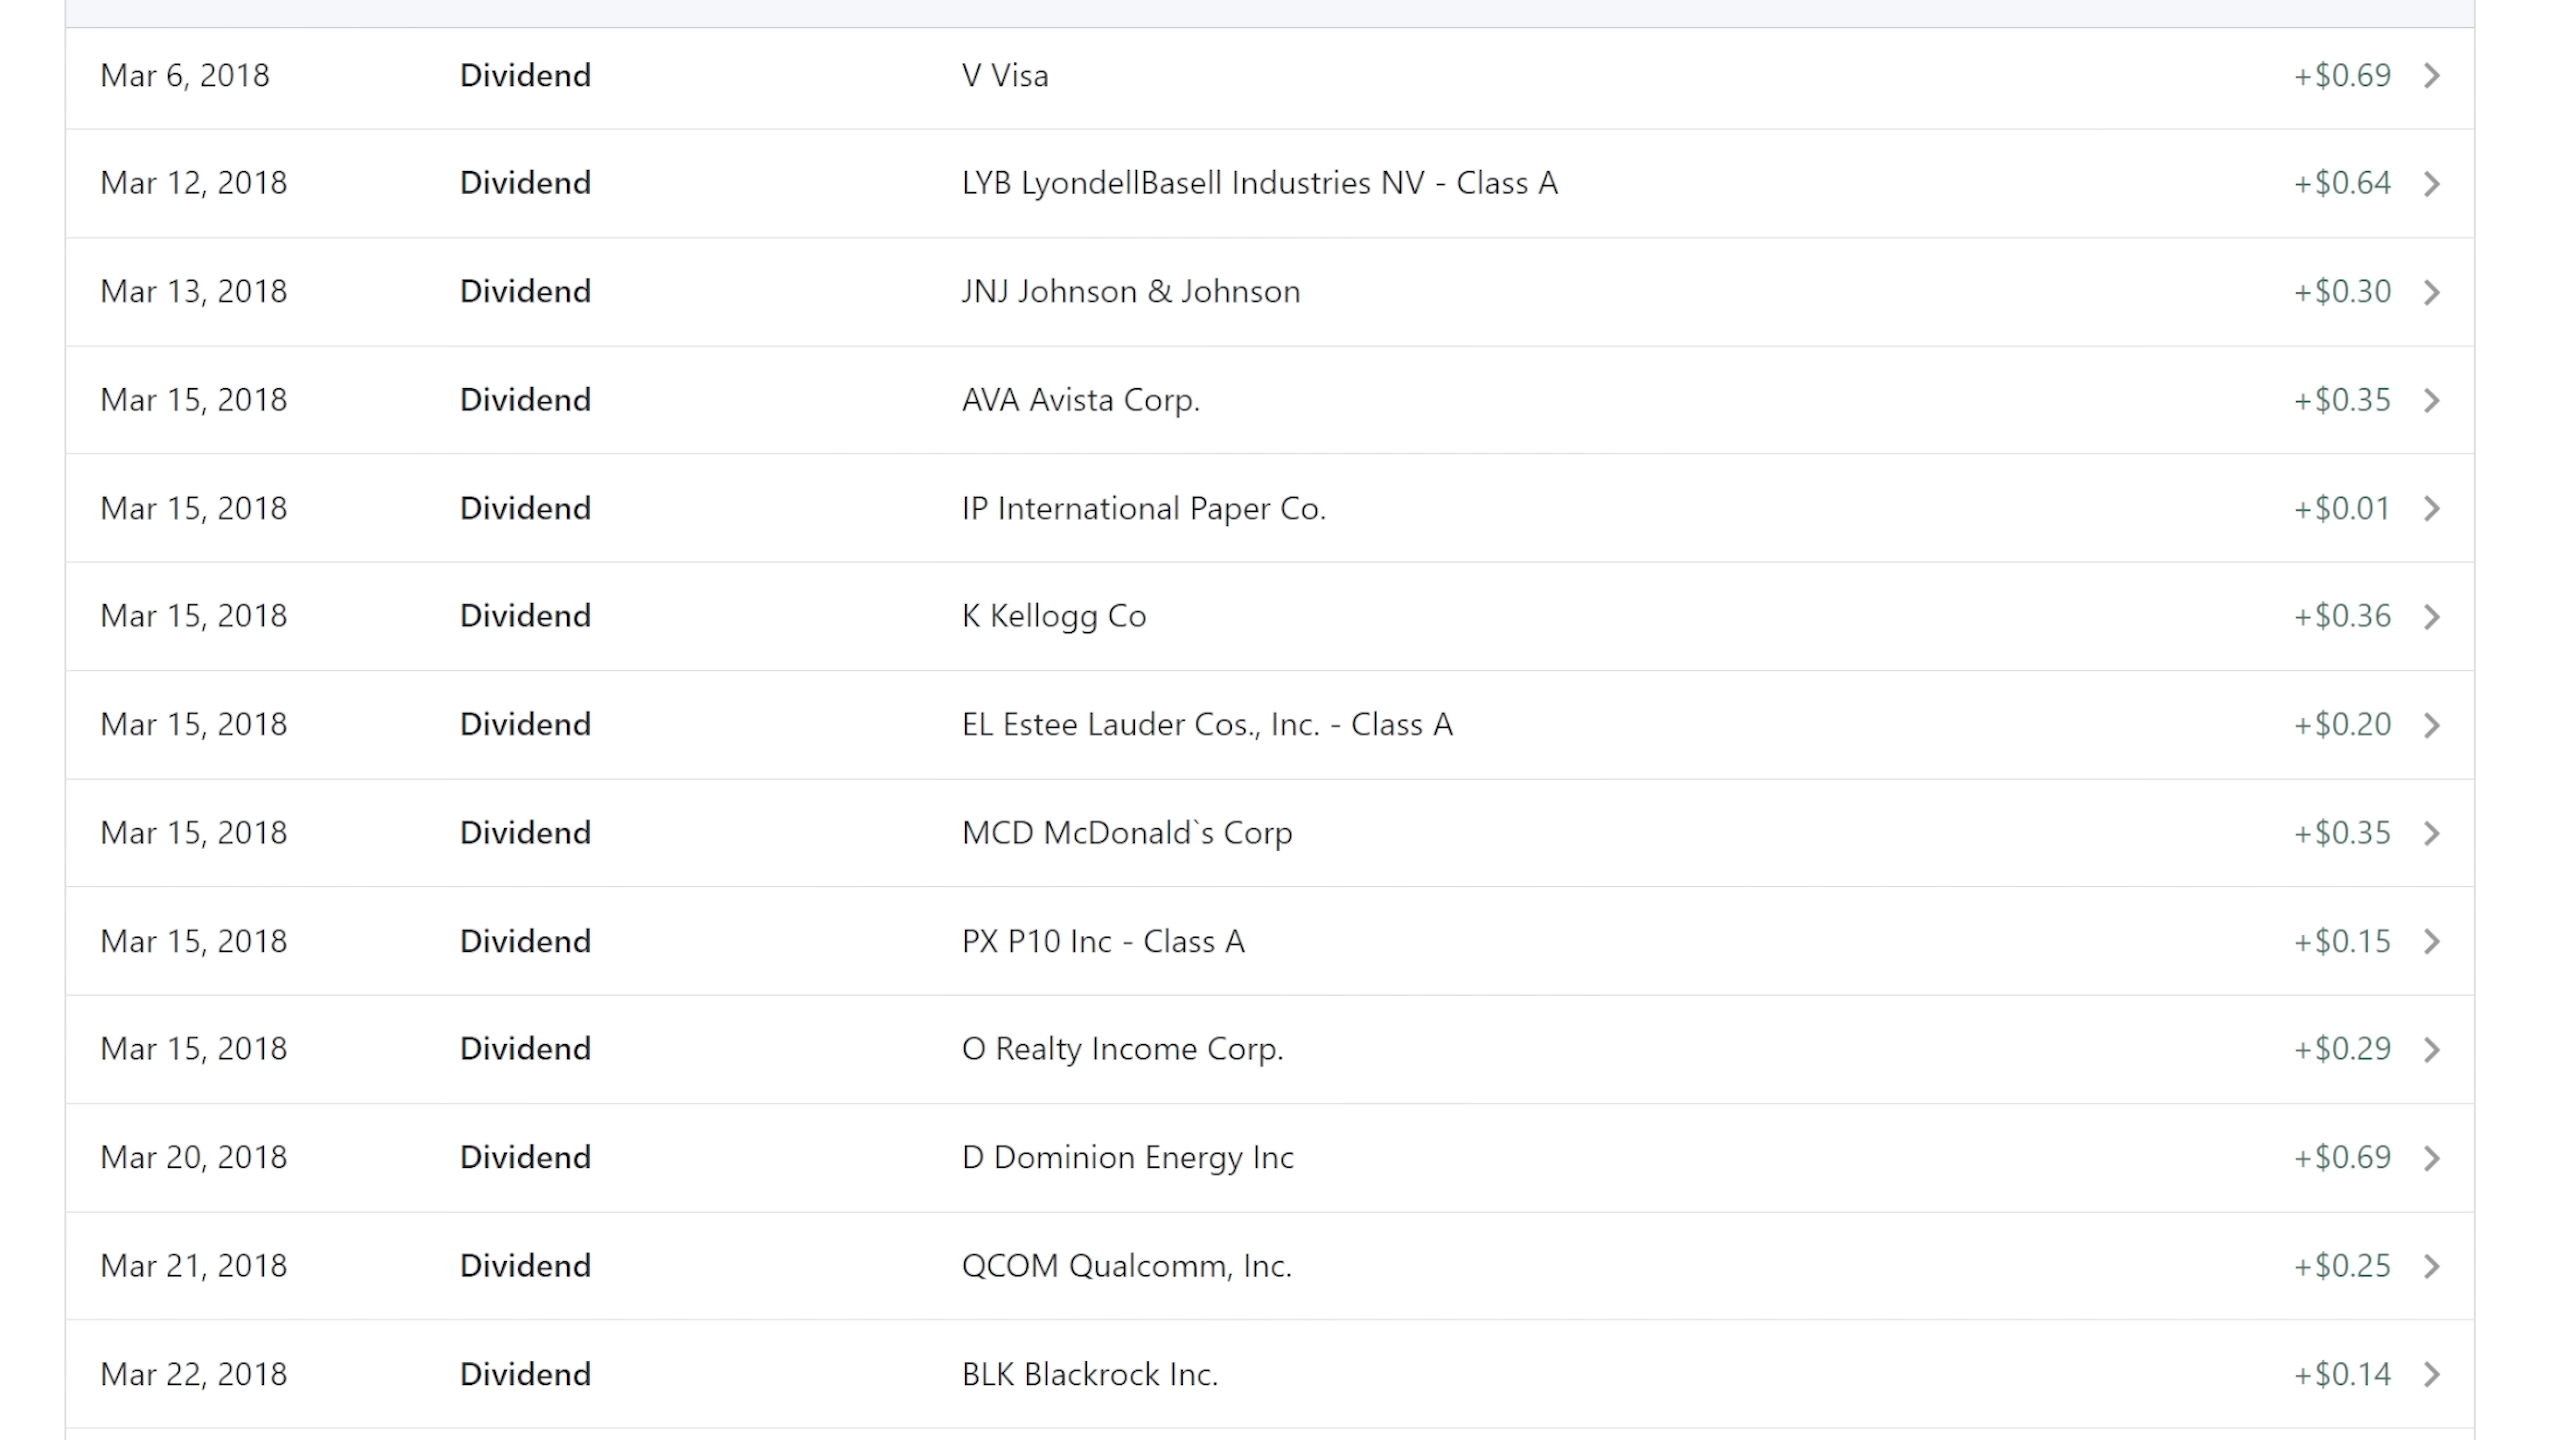 Mar 6, 2018 Dividend V Visa +$0.69
Mar 12, 2018 Dividend LYB LyondellBasell Industries NV - Class A +$0.64
Mar 13, 2018 Dividend JNJ Johnson & Johnson +$0.30
Mar 15, 2018 Dividend AVA Avista Corp. +$0.35
Mar 15, 2018 Dividend IP International Paper Co. +$0.01
Mar 15, 2018 Dividend K Kellogg Co +$0.36
Mar 15, 2018 Dividend EL Estee Lauder Cos., Inc. - Class A +$0.20
Mar 15, 2018 Dividend MCD McDonald`s Corp +$0.35
Mar 15, 2018 Dividend PX P10 Inc - Class A +$0.15
Mar 15, 2018 Dividend O Realty Income Corp. +$0.29
Mar 20, 2018 Dividend D Dominion Energy Inc +$0.69
Mar 21, 2018 Dividend QCOM Qualcomm, Inc. +$0.25
Mar 22, 2018 Dividend BLK Blackrock Inc. +$0.14